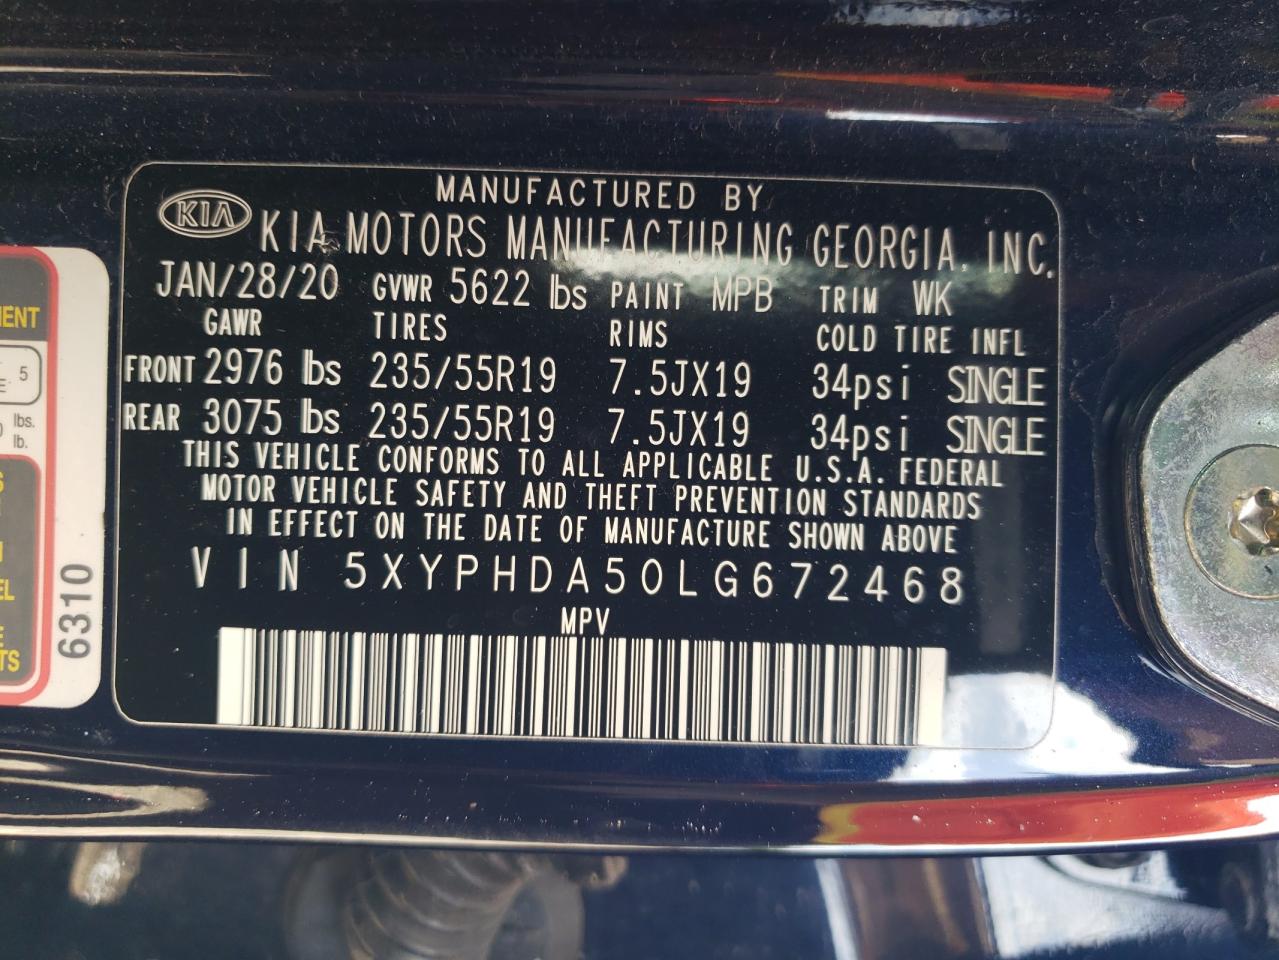 MANUFACTURED BY
KIA KIA MOTORS MANUFACTURING GEORGIA, INC.
JAN/28/20 GVWR 5622 lbs PAINT MPB TRIM WK
GAWR TIRES RIMS COLD TIRE INFL
FRONT 2976 lbs 235/55R19 7.5JX19 34psi SINGLE
REAR 3075 lbs 235/55R19 7.5JX19 34psi SINGLE
THIS VEHICLE CONFORMS TO ALL APPLICABLE U.S.A. FEDERAL
MOTOR VEHICLE SAFETY AND THEFT PREVENTION STANDARDS
IN EFFECT ON THE DATE OF MANUFACTURE SHOWN ABOVE
VIN 5XYPHDA50LG672468
MPV
5
lbs.
lb.
6310